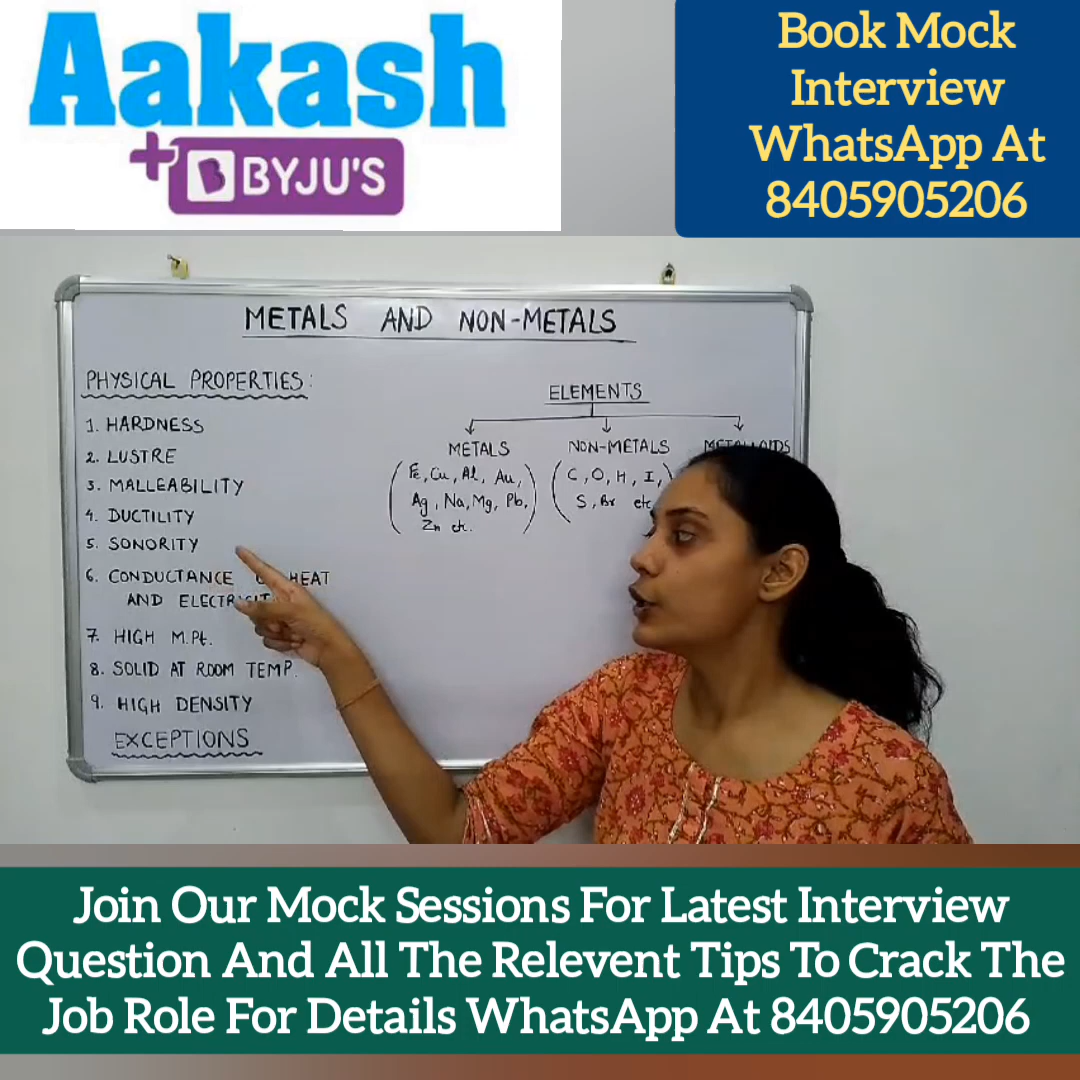 Aakash
+ BYJU'S
Book Mock
Interview
WhatsApp At
8405905206
METALS AND NON-METALS
PHYSICAL PROPERTIES:
1. HARDNESS
2. LUSTRE
3. MALLEABILITY
4. DUCTILITY
5. SONORITY
6. CONDUCTANCE HEAT
AND
7. HIGH M.Pt.
8. SOLID AT ROOM TEMP.
9. HIGH DENSITY
EXCEPTIONS
ELEMENTS
METALS
(Fe, Cu, Al, Au,
Ag, Na, Mg, Pb,
Zn etc.)
NON-METALS
(C, O, H, I,
S, Br etc
Join Our Mock Sessions For Latest Interview
Question And All The Relevent Tips To Crack The
Job Role For Details WhatsApp At 8405905206